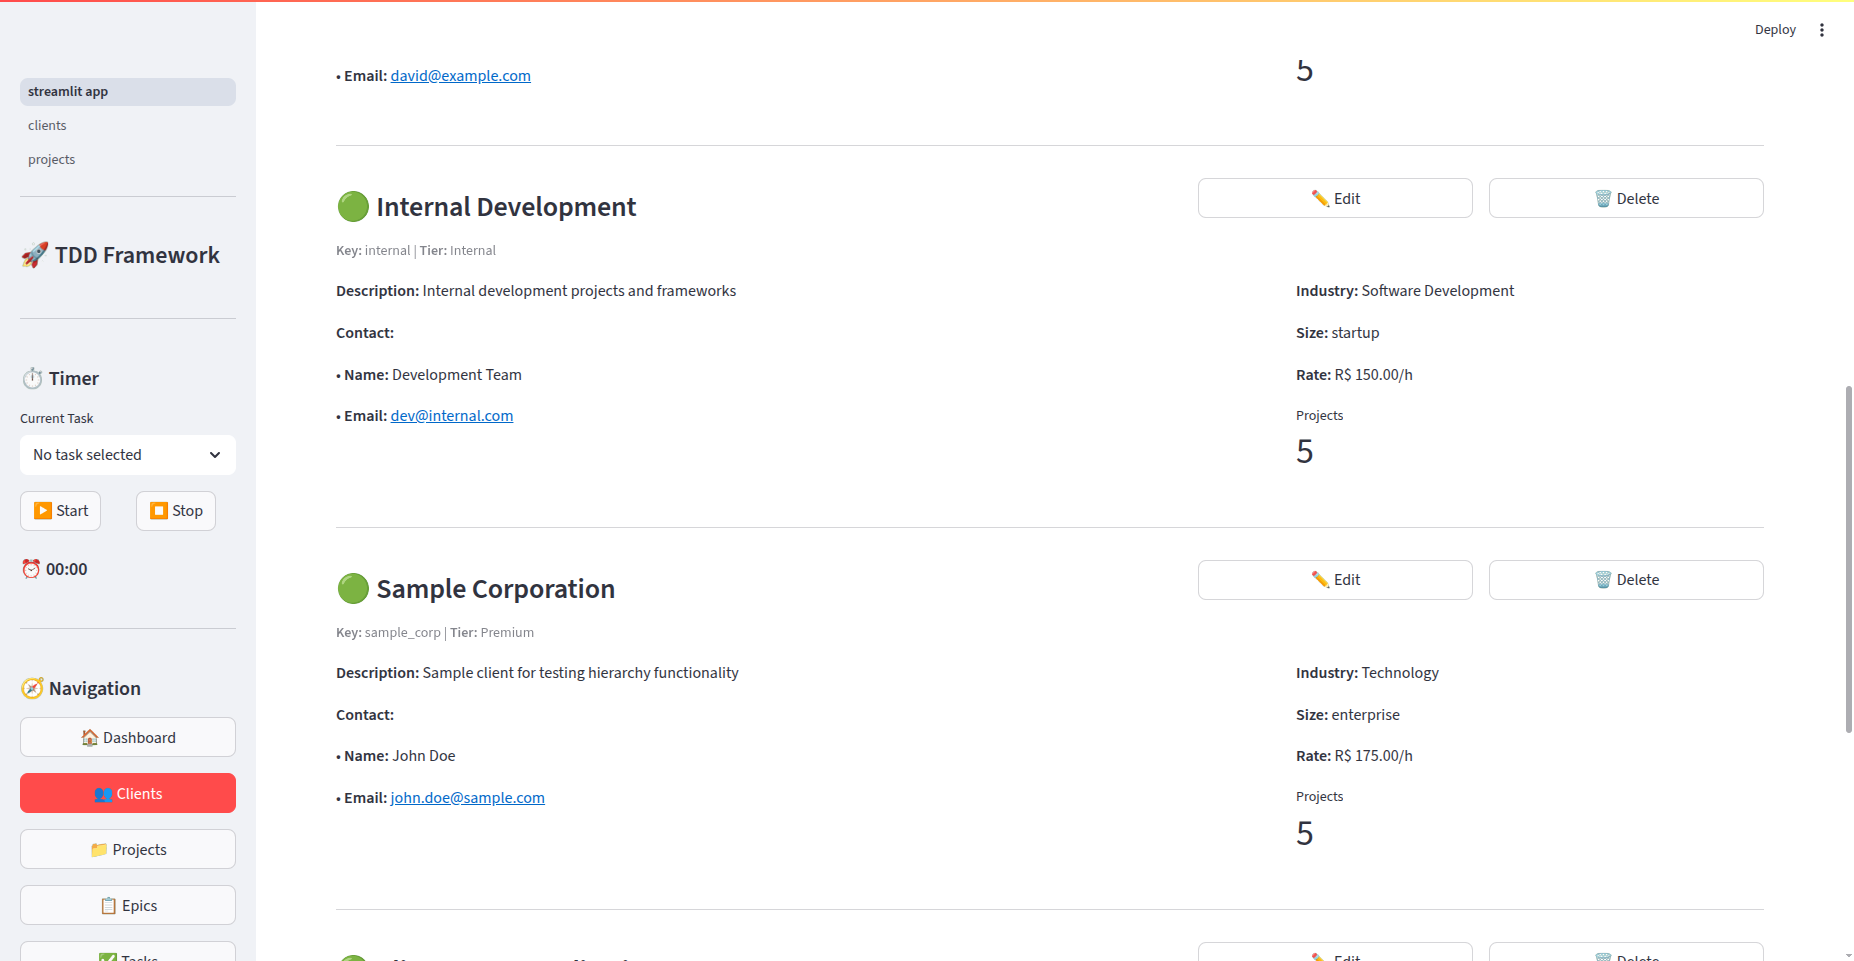 Deploy
streamlit app
clients
projects
🚀 TDD Framework
⏱️ Timer
Current Task
No task selected
▶️ Start
⏹️ Stop
⏰ 00:00
🧭 Navigation
🏠 Dashboard
👥 Clients
📁 Projects
📋 Epics
✅ Tasks
• Email: david@example.com
5
🟢 Internal Development
✏️ Edit
🗑️ Delete
Key: internal | Tier: Internal
Description: Internal development projects and frameworks
Contact:
• Name: Development Team
• Email: dev@internal.com
Industry: Software Development
Size: startup
Rate: R$ 150.00/h
Projects
5
🟢 Sample Corporation
✏️ Edit
🗑️ Delete
Key: sample_corp | Tier: Premium
Description: Sample client for testing hierarchy functionality
Contact:
• Name: John Doe
• Email: john.doe@sample.com
Industry: Technology
Size: enterprise
Rate: R$ 175.00/h
Projects
5
✏️ Edit
🗑️ Delete